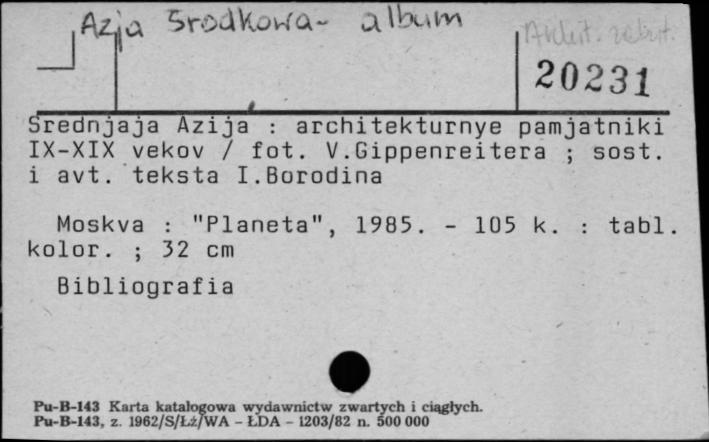 Azja Środkowa - album
Archit. zabyt.
20231
Srednjaja Azija : architekturnye pamjatniki
IX-XIX vekov / fot. V.Gippenreitera ; sost.
i avt. teksta I.Borodina
Moskva : "Planeta", 1985. - 105 k. : tabl.
kolor. ; 32 cm
Bibliografia
Pu-B-143 Karta katalogowa wydawnictw zwartych i ciągłych.
Pu-B-143, z. 1962/S/Łż/WA - ŁDA - 1203/82 n. 500 000